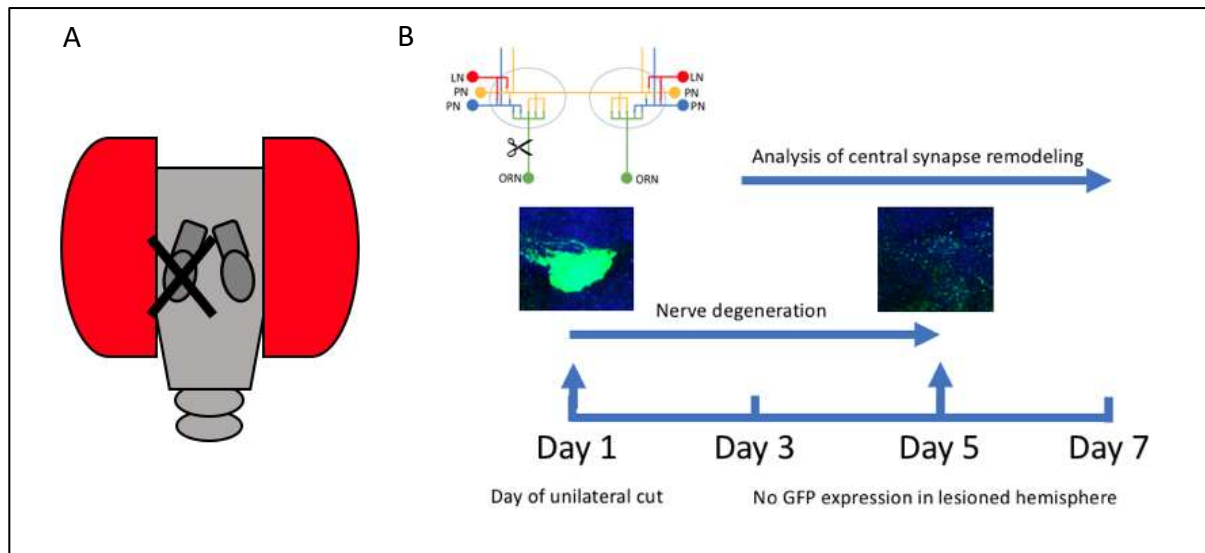 A
B
LN
PN
PN
LN
PN
PN
ORN
ORN
Analysis of central synapse remodeling
Nerve degeneration
Day 1 Day 3 Day 5 Day 7
Day of unilateral cut No GFP expression in lesioned hemisphere